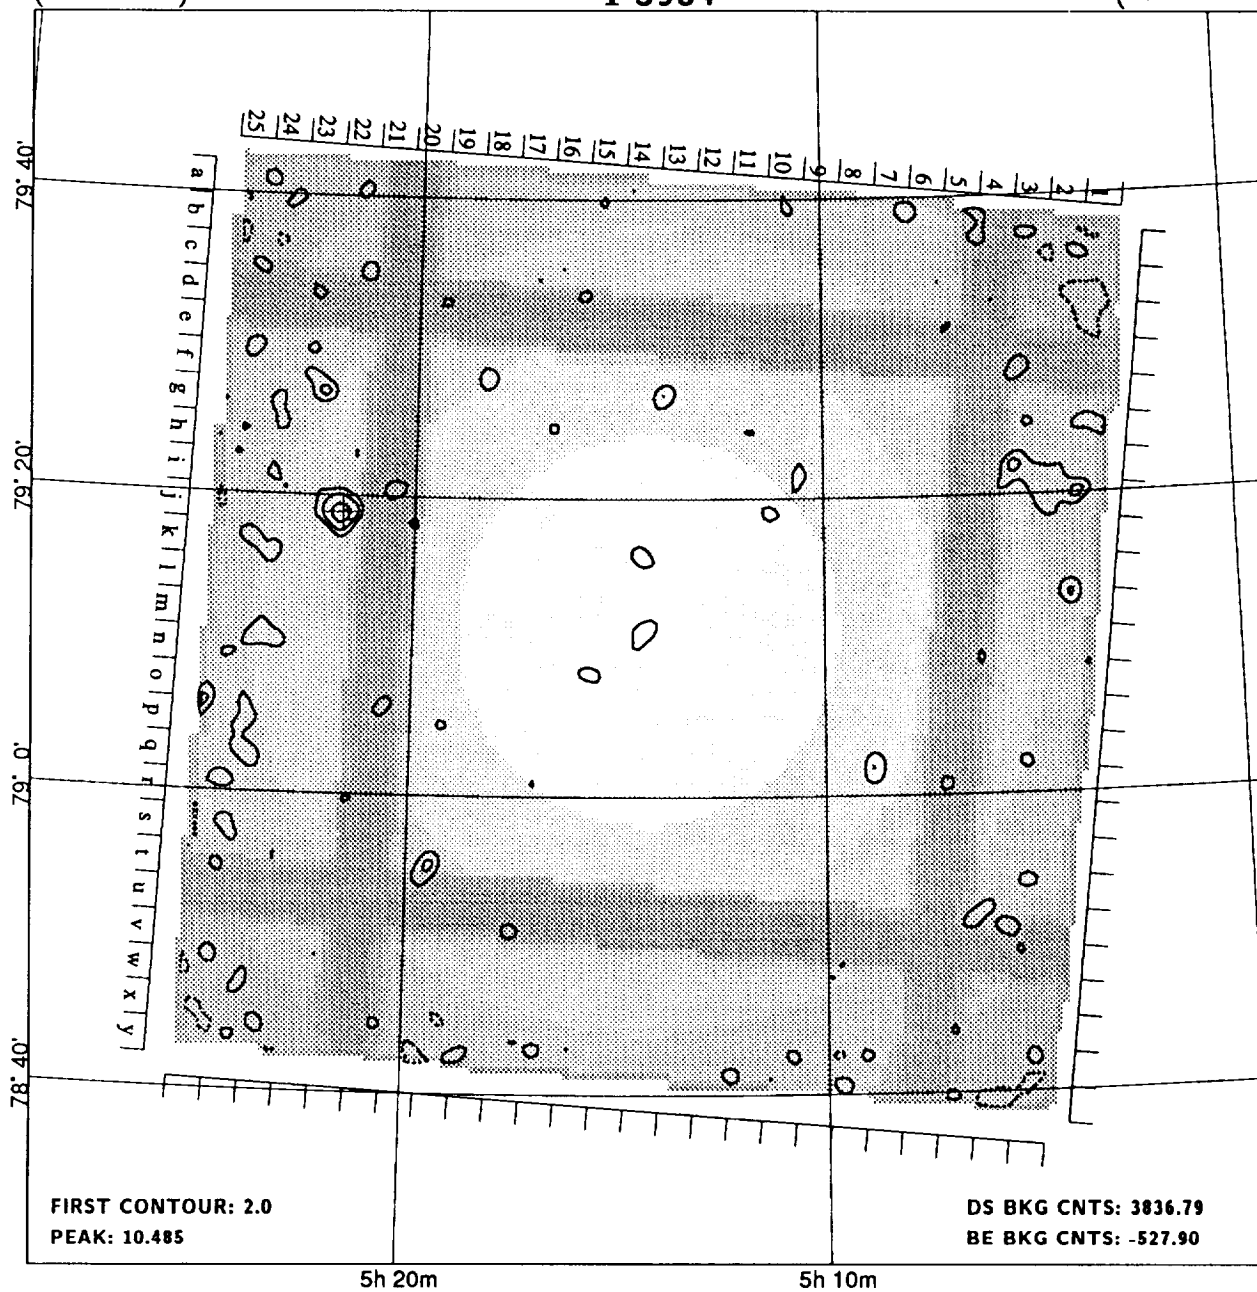 25 24 23 22 21 20 19 18 17 16 15 14 13 12 11 10 9 8 7 6 5 4 3 2 1
79° 40'
a b c d e f g h i j k l m n o p q r s t u v w x y
79° 20'
79° 0'
78° 40'
FIRST CONTOUR: 2.0
PEAK: 10.485
DS BKG CNTS: 3836.79
BE BKG CNTS: -527.90
5h 20m
5h 10m